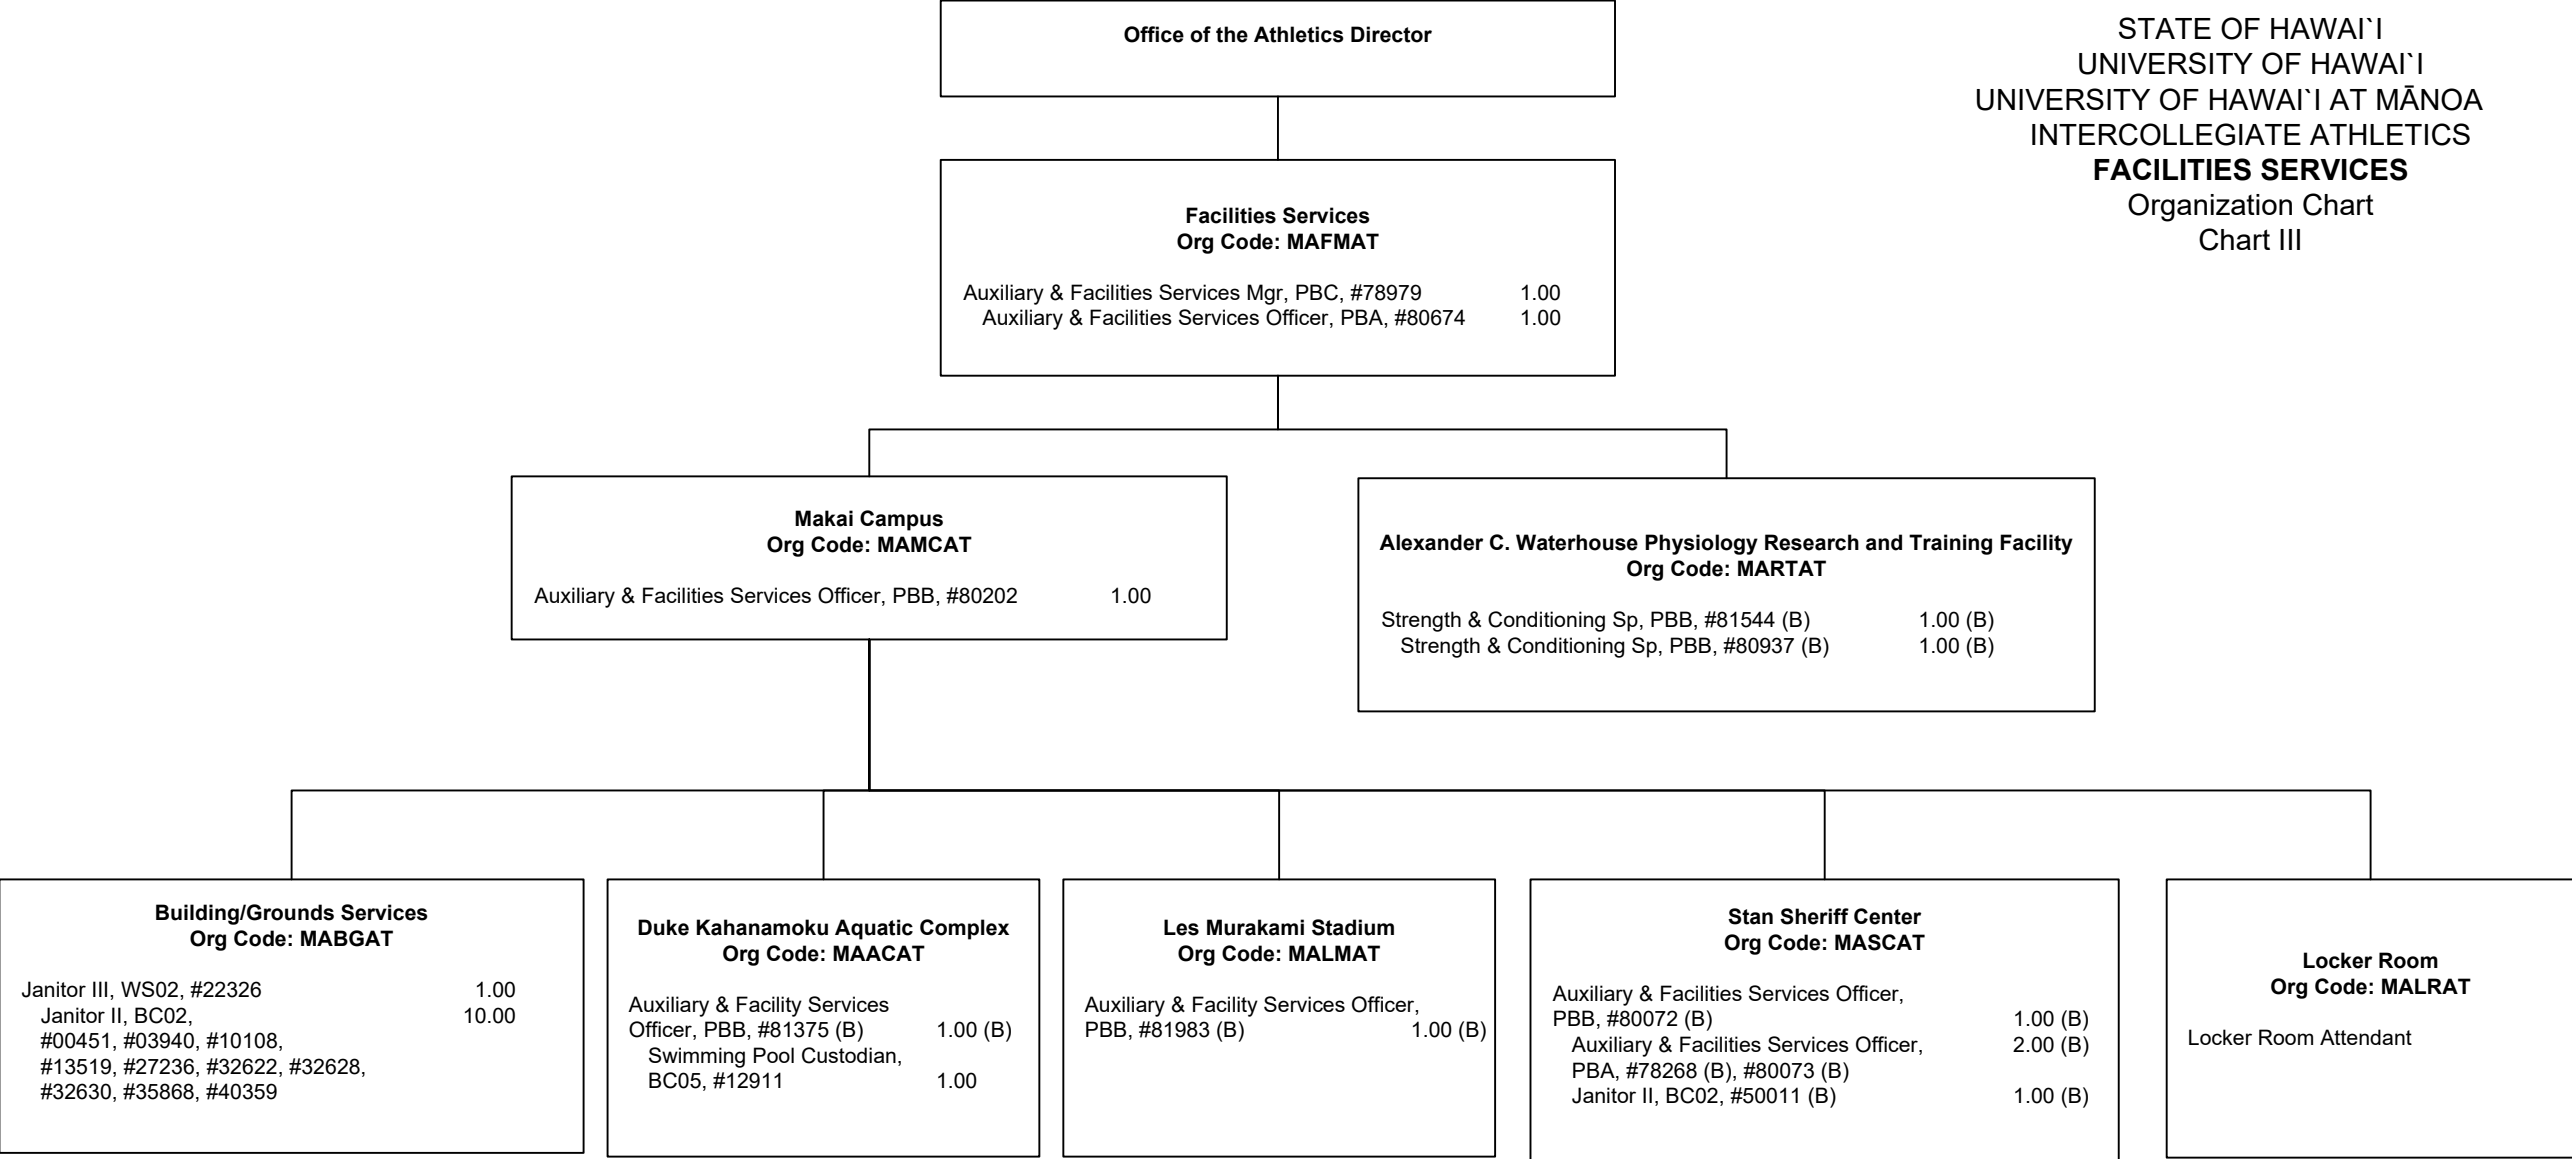 Office of the Athletics Director
STATE OF HAWAI`I
UNIVERSITY OF HAWAI`I
UNIVERSITY OF HAWAI`I AT MĀNOA
INTERCOLLEGIATE ATHLETICS
FACILITIES SERVICES
Organization Chart
Chart III
Facilities Services
Org Code: MAFMAT
Auxiliary & Facilities Services Mgr, PBC, #78979 1.00
Auxiliary & Facilities Services Officer, PBA, #80674 1.00
Makai Campus
Org Code: MAMCAT
Auxiliary & Facilities Services Officer, PBB, #80202 1.00
Alexander C. Waterhouse Physiology Research and Training Facility
Org Code: MARTAT
Strength & Conditioning Sp, PBB, #81544 (B) 1.00 (B)
Strength & Conditioning Sp, PBB, #80937 (B) 1.00 (B)
Building/Grounds Services
Org Code: MABGAT
Janitor III, WS02, #22326 1.00
Janitor II, BC02, 10.00
#00451, #03940, #10108,
#13519, #27236, #32622, #32628,
#32630, #35868, #40359
Duke Kahanamoku Aquatic Complex
Org Code: MAACAT
Auxiliary & Facility Services
Officer, PBB, #81375 (B) 1.00 (B)
Swimming Pool Custodian,
BC05, #12911 1.00
Les Murakami Stadium
Org Code: MALMAT
Auxiliary & Facility Services Officer,
PBB, #81983 (B) 1.00 (B)
Stan Sheriff Center
Org Code: MASCAT
Auxiliary & Facilities Services Officer,
PBB, #80072 (B) 1.00 (B)
Auxiliary & Facilities Services Officer, 2.00 (B)
PBA, #78268 (B), #80073 (B)
Janitor II, BC02, #50011 (B) 1.00 (B)
Locker Room
Org Code: MALRAT
Locker Room Attendant